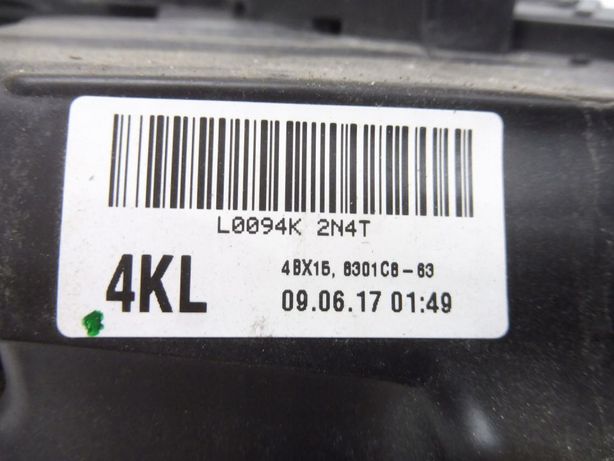 L0094K 2N4T
4KL
4BX15, 8301C8-63
09.06.17 01:49